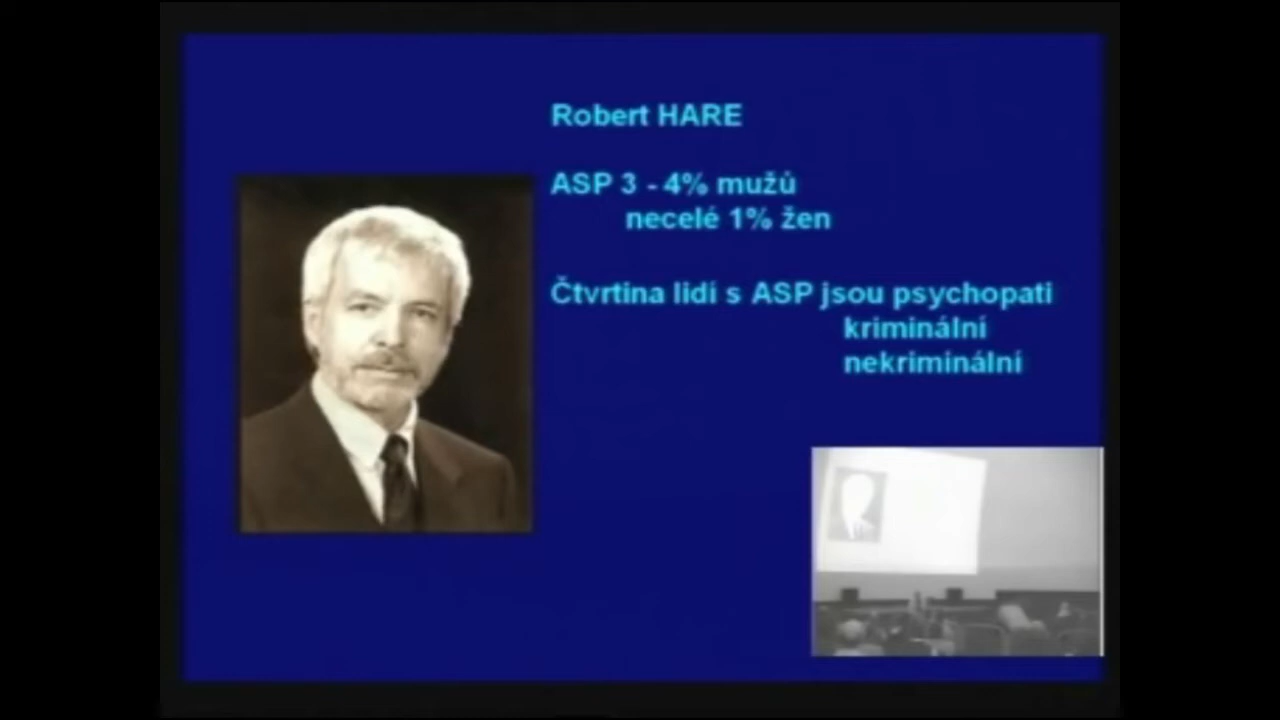 Robert HARE
ASP 3 - 4% mužů
necelé 1% žen
Čtvrtina lidí s ASP jsou psychopati
kriminální
nekriminální